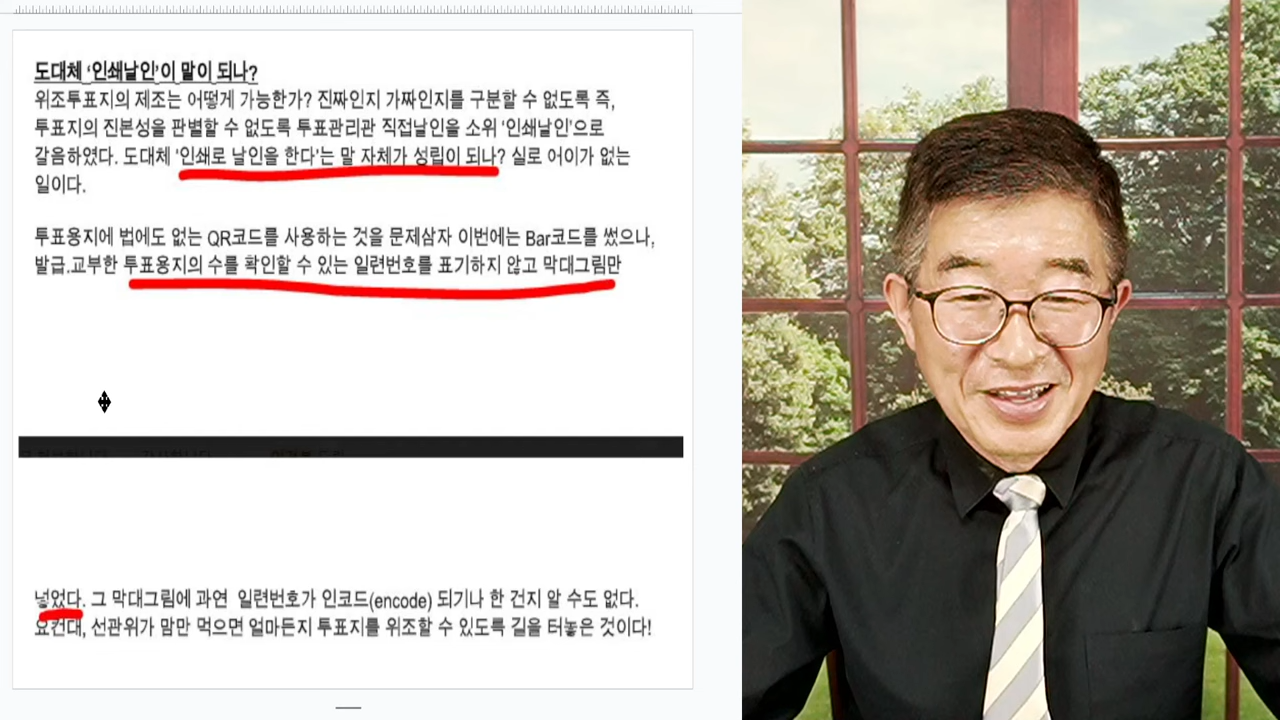 도대체 '인쇄날인'이 말이 되나?
위조투표지의 제조는 어떻게 가능한가? 진짜인지 가짜인지를 구분할 수 없도록 즉,
투표지의 진본성을 판별할 수 없도록 투표관리관 직접날인을 소위 '인쇄날인'으로
갈음하였다. 도대체 '인쇄로 날인을 한다'는 말 자체가 성립이 되나? 실로 어이가 없는
일이다.
투표용지에 법에도 없는 QR코드를 사용하는 것을 문제삼자 이번에는 Bar코드를 썼으나,
발급.교부한 투표용지의 수를 확인할 수 있는 일련번호를 표기하지 않고 막대그림만
넣었다. 그 막대그림에 과연 일련번호가 인코드(encode) 되기나 한 건지 알 수도 없다.
요컨대, 선관위가 맘만 먹으면 얼마든지 투표지를 위조할 수 있도록 길을 터놓은 것이다!